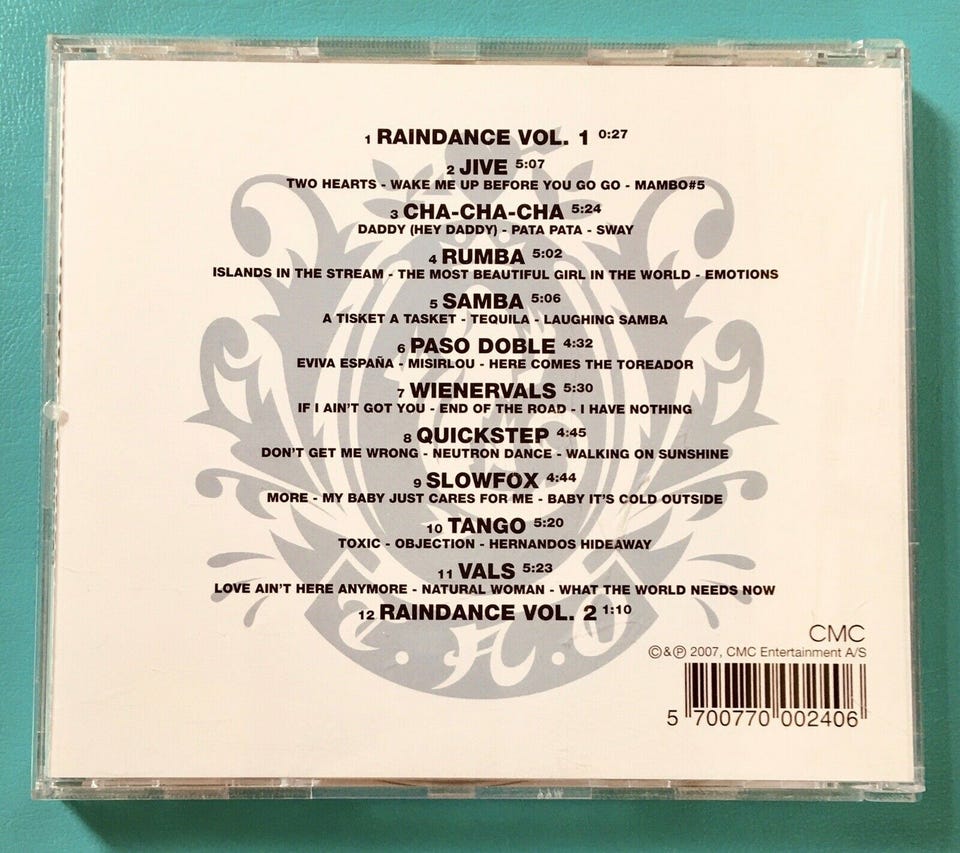 1 RAINDANCE VOL. 1 0:27
2 JIVE 5:07
TWO HEARTS - WAKE ME UP BEFORE YOU GO GO - MAMBO#5
3 CHA-CHA-CHA 5:24
DADDY (HEY DADDY) - PATA PATA - SWAY
4 RUMBA 5:02
ISLANDS IN THE STREAM - THE MOST BEAUTIFUL GIRL IN THE WORLD - EMOTIONS
5 SAMBA 5:06
A TISKET A TASKET - TEQUILA - LAUGHING SAMBA
6 PASO DOBLE 4:32
EVIVA ESPAÑA - MISIRLOU - HERE COMES THE TOREADOR
7 WIENERVALS 5:30
IF I AIN'T GOT YOU - END OF THE ROAD - I HAVE NOTHING
8 QUICKSTEP 4:45
DON'T GET ME WRONG - NEUTRON DANCE - WALKING ON SUNSHINE
9 SLOWFOX 4:44
MORE - MY BABY JUST CARES FOR ME - BABY IT'S COLD OUTSIDE
10 TANGO 5:20
TOXIC - OBJECTION - HERNANDOS HIDEAWAY
11 VALS 5:23
LOVE AIN'T HERE ANYMORE - NATURAL WOMAN - WHAT THE WORLD NEEDS NOW
12 RAINDANCE VOL. 2 1:10
CMC
©&℗ 2007, CMC Entertainment A/S
5 700770 002406